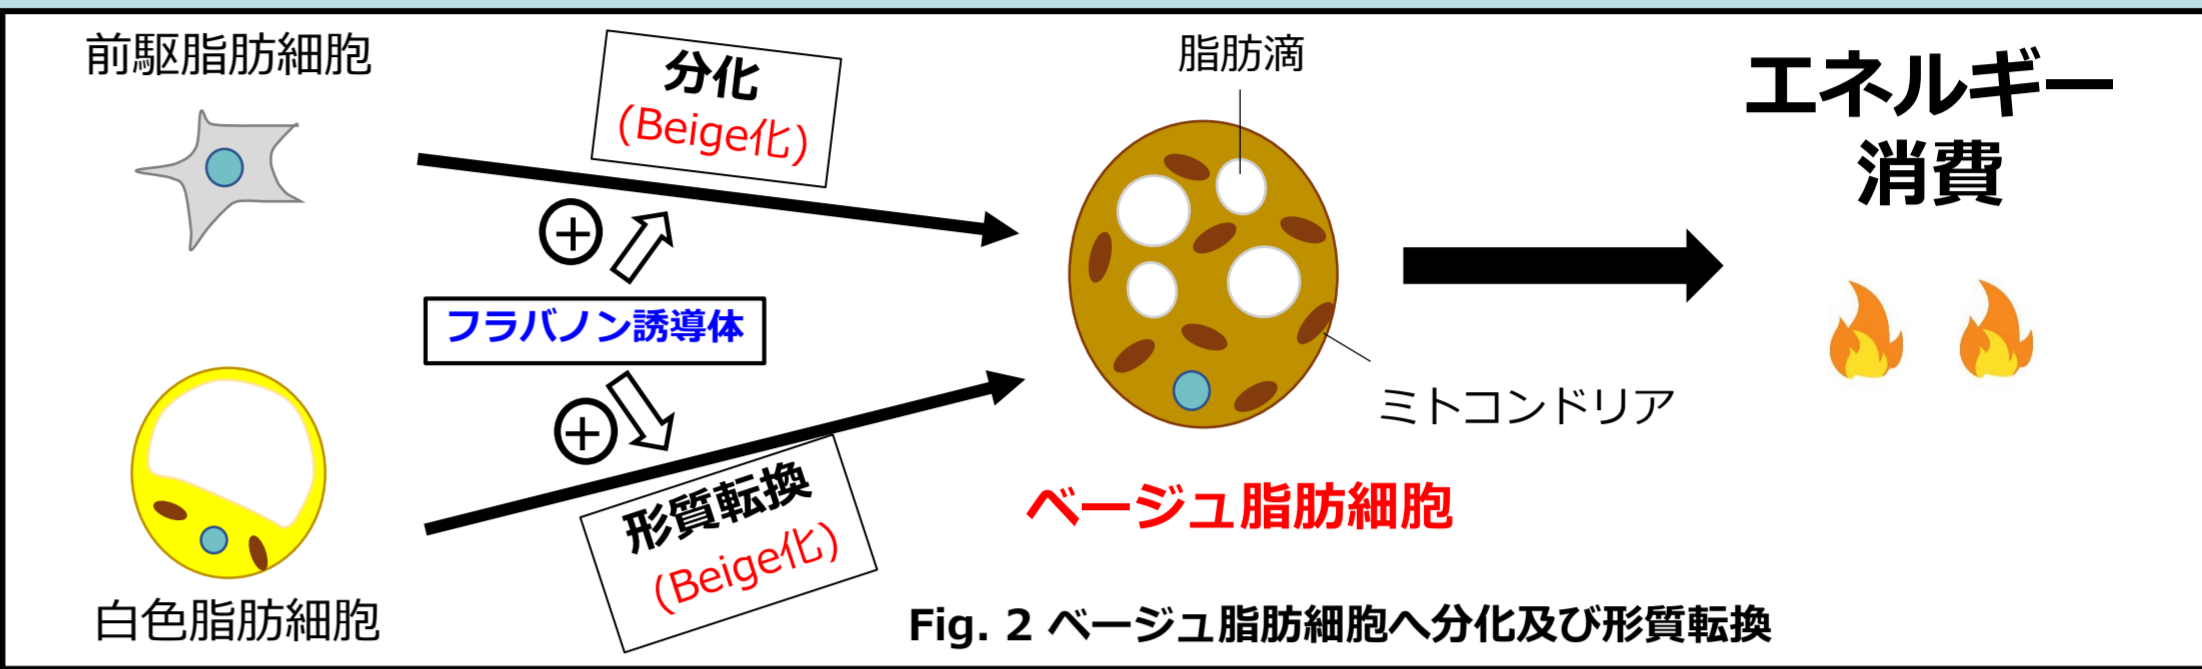 前駆脂肪細胞
分化
(Beige化)
脂肪滴
エネルギー
消費
+
フラバノン誘導体
+
ミトコンドリア
形質転換
(Beige化)
ベージュ脂肪細胞
白色脂肪細胞
Fig. 2 ベージュ脂肪細胞へ分化及び形質転換